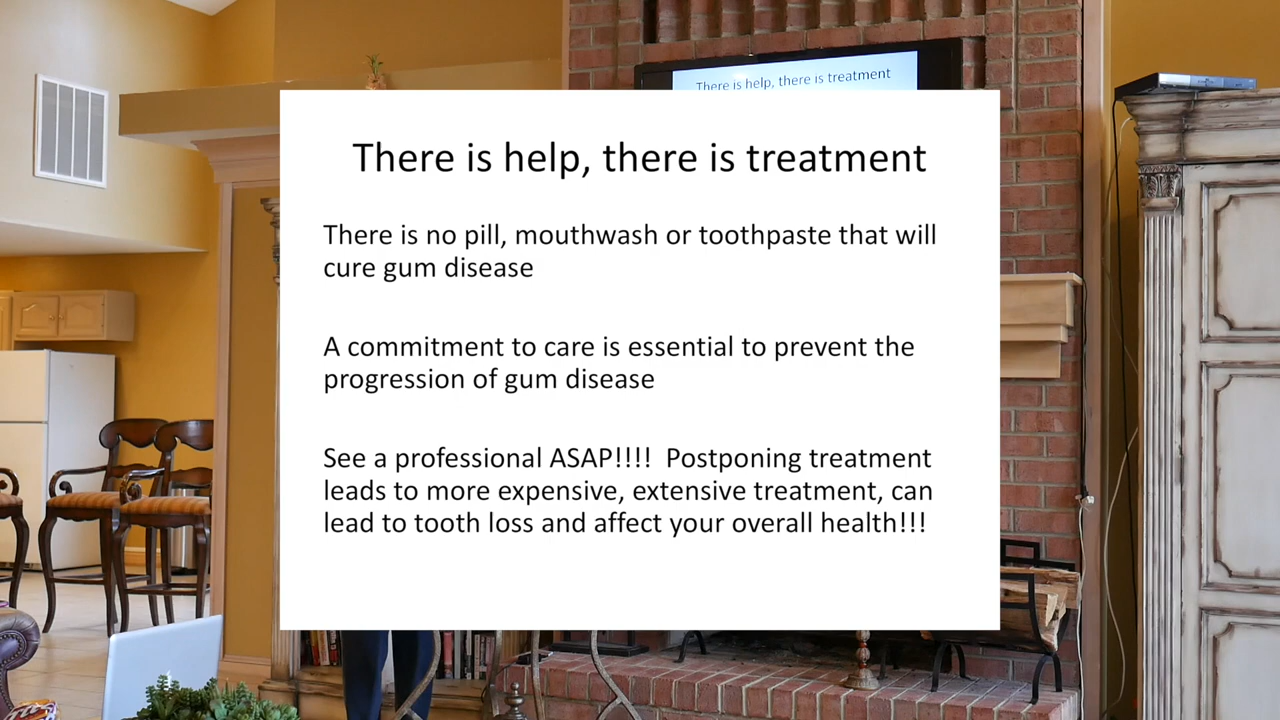 There is help, there is treatment
There is help, there is treatment
There is no pill, mouthwash or toothpaste that will
cure gum disease
A commitment to care is essential to prevent the
progression of gum disease
See a professional ASAP!!!!  Postponing treatment
leads to more expensive, extensive treatment, can
lead to tooth loss and affect your overall health!!!